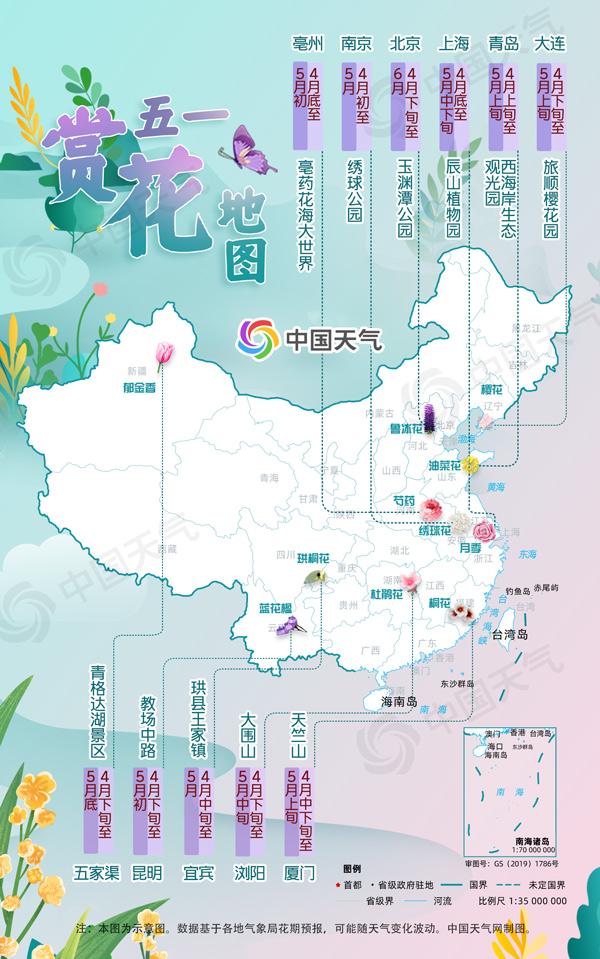 五一
赏花
地图
中国天气
亳州
4月底至
5月初
亳药花海大世界
南京
4月初至
5月
绣球公园
北京
4月下旬至
6月
玉渊潭公园
上海
4月底至
5月中下旬
辰山植物园
青岛
4月上旬至
5月上旬
西海岸生态
观光园
大连
4月下旬至
5月上旬
旅顺樱花园
黑龙江
吉林
辽宁
樱花
新疆
郁金香
内蒙古
北京
鲁冰花
河北
渤海
油菜花
山西
山东
青海
宁夏
甘肃
陕西
黄海
芍药
绣球花
安徽
上海
月季
西藏
四川
重庆
湖北
浙江
东海
珙桐花
湖南
江西
杜鹃花
桐花
福建
贵州
蓝花楹
云南
广西
广东
香港
澳门
钓鱼岛
赤尾屿
台湾
台湾海峡
台湾岛
东沙群岛
海南
海南岛
南海
青格达湖景区
4月下旬至
5月底
五家渠
教场中路
4月下旬至
5月初
昆明
珙县王家镇
4月中旬至
5月
宜宾
大围山
4月下旬至
5月中旬
浏阳
天竺山
4月中下旬至
5月上旬
厦门
澳门
香港
台湾岛
海口
海南岛
东沙群岛
南海
南海诸岛
1:70 000 000
审图号：GS（2019）1786号
图例
首都
省级政府驻地
国界
未定国界
省级界
河流
比例尺 1:35 000 000
注：本图为示意图。数据基于各地气象局花期预报，可能随天气变化波动。中国天气网制图。